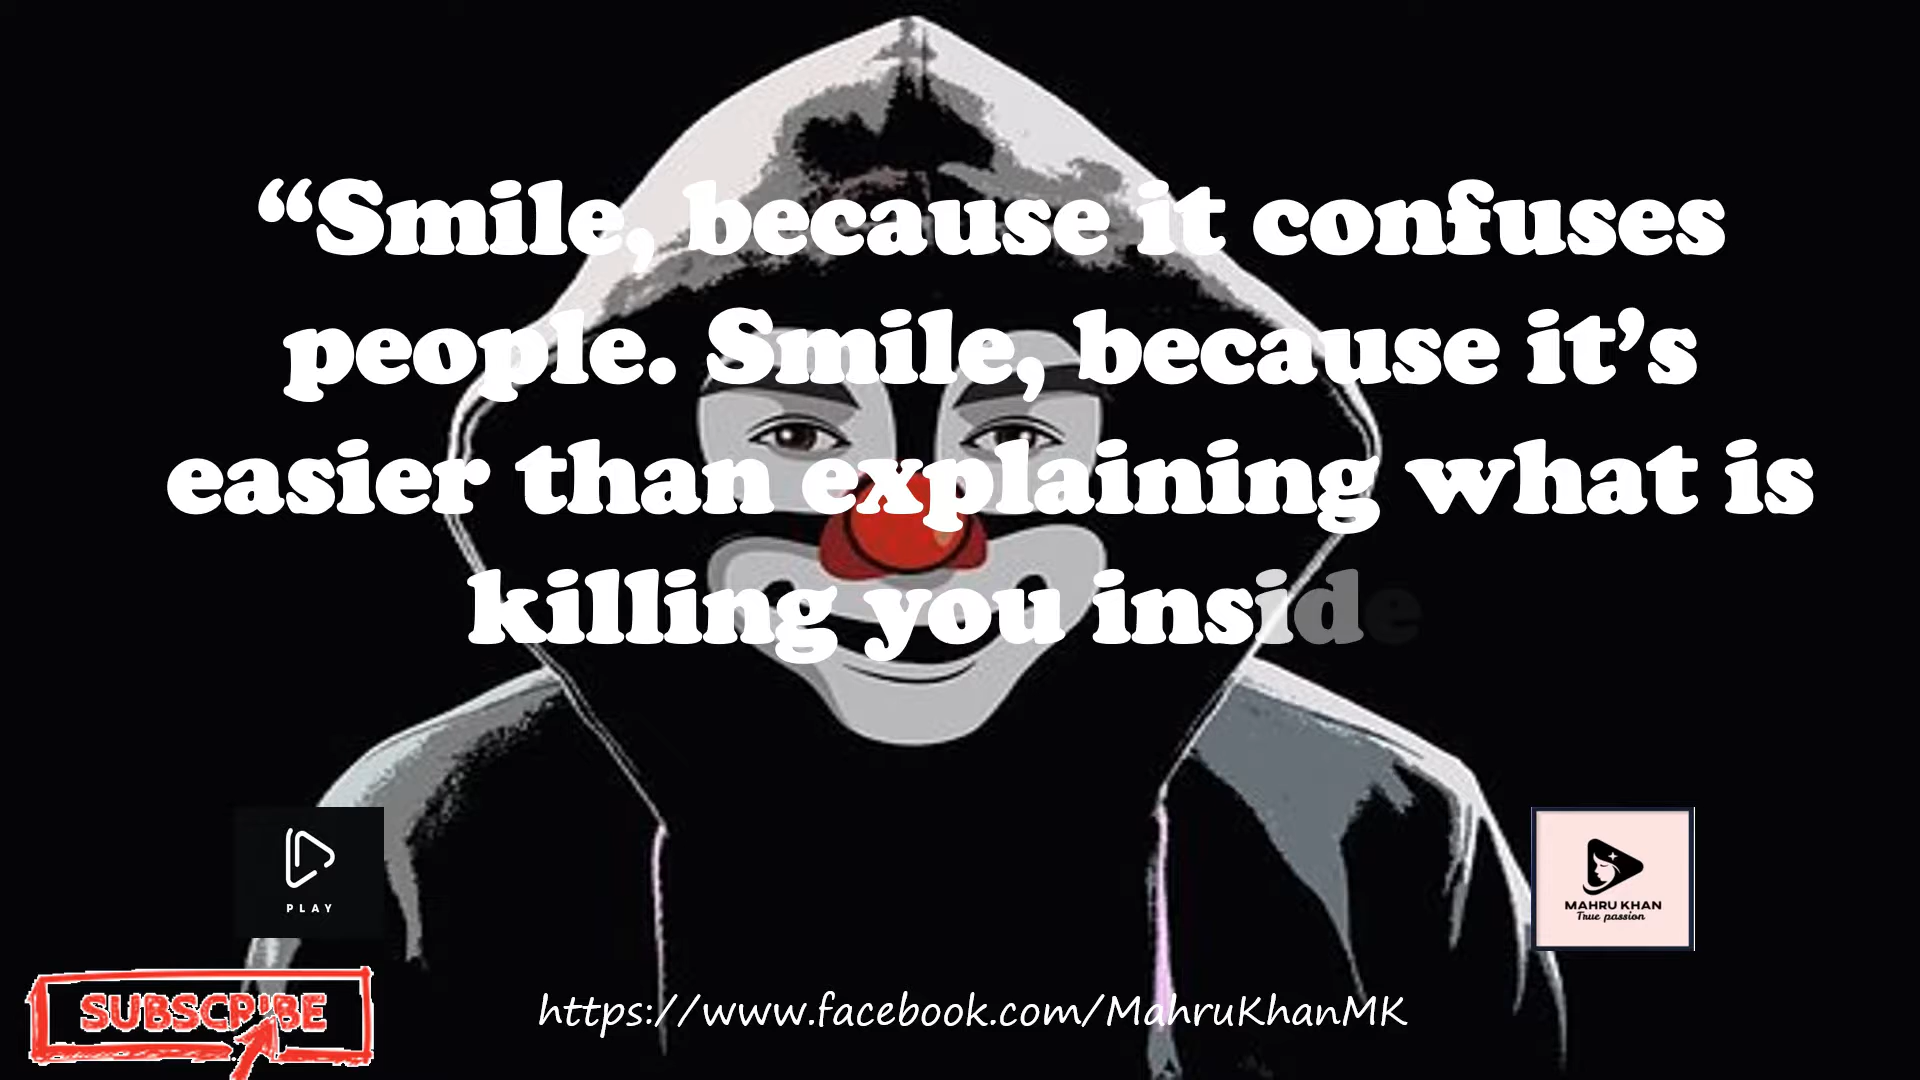 “Smile, because it confuses
people. Smile, because it’s
easier than explaining what is
killing you inside
PLAY
MAHRU KHAN
True passion
SUBSCRIBE
https://www.facebook.com/MahruKhanMK